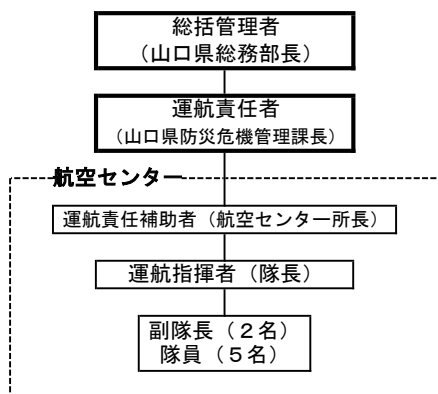 総括管理者
（山口県総務部長）
運航責任者
（山口県防災危機管理課長）
航空センター
運航責任補助者（航空センター所長）
運航指揮者（隊長）
副隊長（２名）
隊員（５名）